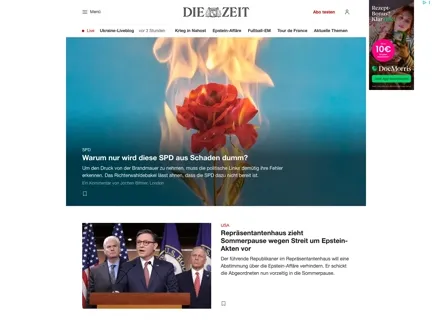 Menü
DIE ZEIT
Abo testen
Live
Ukraine-Liveblog
vor 3 Stunden
Krieg in Nahost
Epstein-Affäre
Fußball-EM
Tour de France
Aktuelle Themen
Rezept-
Bonus?
Klar
10€
DocMorris
SPD
Warum nur wird diese SPD aus Schaden dumm?
Um den Druck von der Brandmauer zu nehmen, muss die politische Linke demütig ihre Fehler
erkennen. Das Richterwahldebakel lässt ahnen, dass die SPD dazu nicht bereit ist.
Ein Kommentar von Jochen Bittner, London
USA
Repräsentantenhaus zieht
Sommerpause wegen Streit um Epstein-
Akten vor
Der führende Republikaner im Repräsentantenhaus will eine
Abstimmung über die Epstein-Affäre verhindern. Er schickt
die Abgeordneten nun vorzeitig in die Sommerpause.